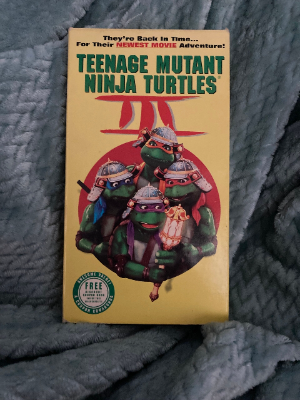 They're Back In Time...
For Their NEWEST MOVIE Adventure!
TEENAGE MUTANT
NINJA TURTLES
III
FREE